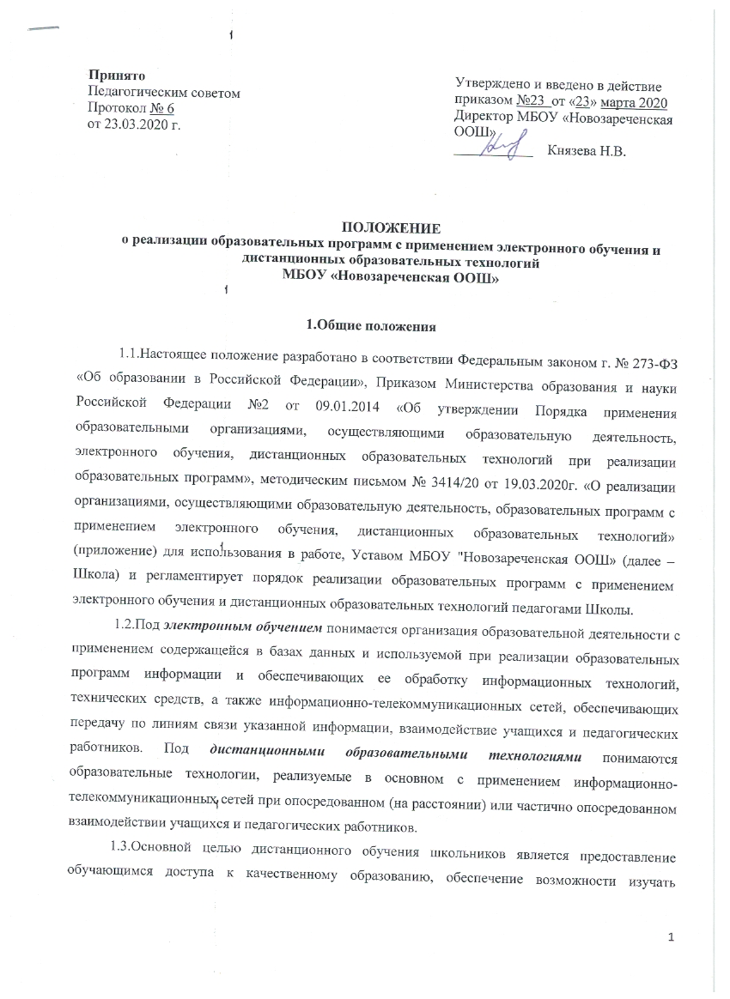 Принято
Педагогическим советом
Протокол № 6
от 23.03.2020 г.
Утверждено и введено в действие
приказом №23 от «23» марта 2020
Директор МБОУ «Новозареченская
ООШ»
Князева Н.В.
ПОЛОЖЕНИЕ
о реализации образовательных программ с применением электронного обучения и
дистанционных образовательных технологий
МБОУ «Новозареченская ООШ»
1.Общие положения
1.1.Настоящее положение разработано в соответствии Федеральным законом г. № 273-ФЗ
«Об образовании в Российской Федерации», Приказом Министерства образования и науки
Российской Федерации №2 от 09.01.2014 «Об утверждении Порядка применения
образовательными организациями, осуществляющими образовательную деятельность,
электронного обучения, дистанционных образовательных технологий при реализации
образовательных программ», методическим письмом № 3414/20 от 19.03.2020г. «О реализации
организациями, осуществляющими образовательную деятельность, образовательных программ с
применением электронного обучения, дистанционных образовательных технологий»
(приложение) для использования в работе, Уставом МБОУ "Новозареченская ООШ» (далее –
Школа) и регламентирует порядок реализации образовательных программ с применением
электронного обучения и дистанционных образовательных технологий педагогами Школы.
1.2.Под электронным обучением понимается организация образовательной деятельности с
применением содержащейся в базах данных и используемой при реализации образовательных
программ информации и обеспечивающих ее обработку информационных технологий,
технических средств, а также информационно-телекоммуникационных сетей, обеспечивающих
передачу по линиям связи указанной информации, взаимодействие учащихся и педагогических
работников. Под дистанционными образовательными технологиями понимаются
образовательные технологии, реализуемые в основном с применением информационно-
телекоммуникационных сетей при опосредованном (на расстоянии) или частично опосредованном
взаимодействии учащихся и педагогических работников.
1.3.Основной целью дистанционного обучения школьников является предоставление
обучающимся доступа к качественному образованию, обеспечение возможности изучать
1